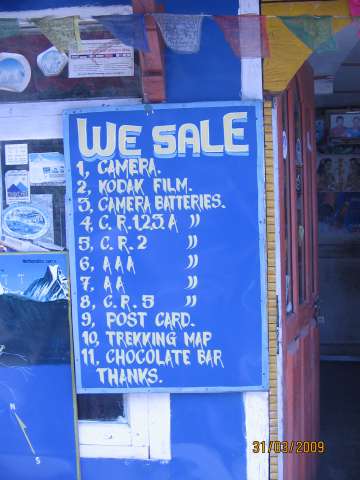 WE SALE
1, CAMERA.
2, KODAK FILM.
3, CAMERA BATTERIES.
4, C.R.123 A 〃
5, C.R.2 〃
6, AAA 〃
7, AA 〃
8, C.R.5 〃
9, POST CARD.
10, TREKKING MAP
11, CHOCOLATE BAR
THANKS.
31/03/2009